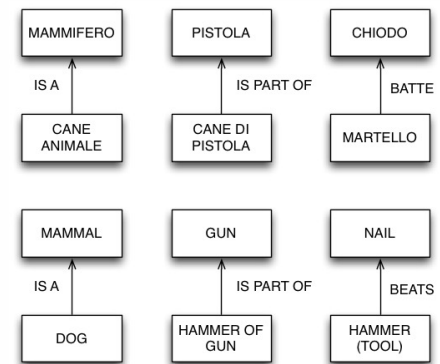 MAMMIFERO
PISTOLA
CHIODO
IS A
IS PART OF
BATTE
CANE
ANIMALE
CANE DI
PISTOLA
MARTELLO
MAMMAL
GUN
NAIL
IS A
IS PART OF
BEATS
DOG
HAMMER OF
GUN
HAMMER
(TOOL)